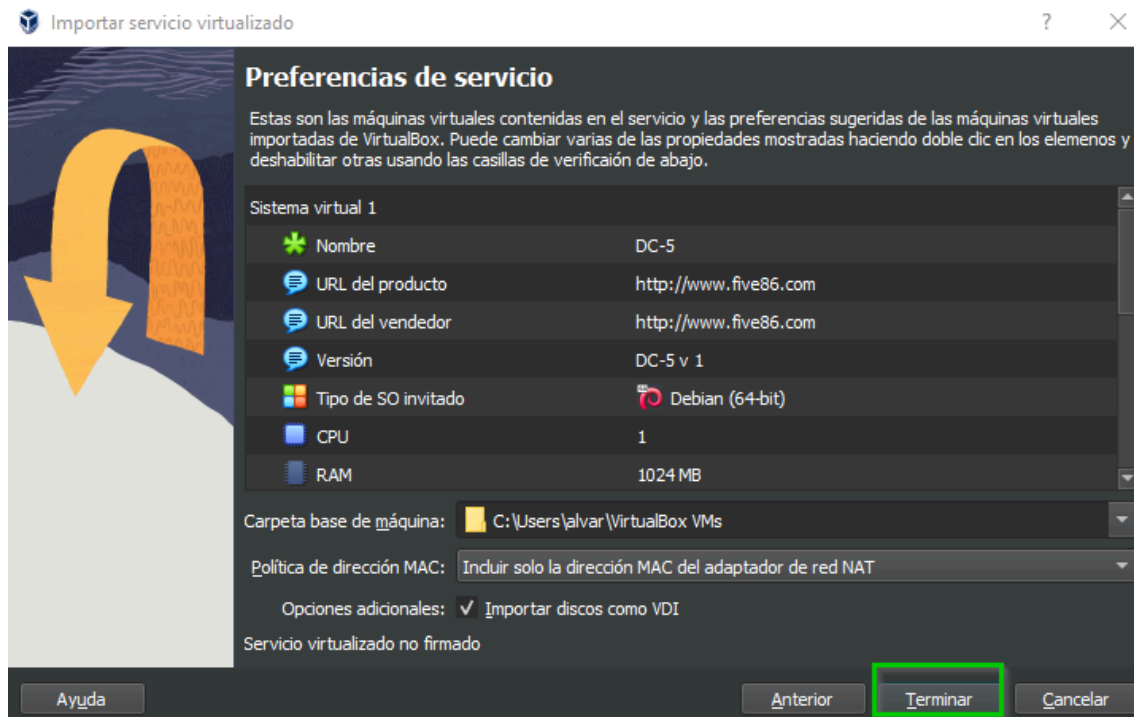 Importar servicio virtualizado
?
Preferencias de servicio
Estas son las máquinas virtuales contenidas en el servicio y las preferencias sugeridas de las máquinas virtuales
importadas de VirtualBox. Puede cambiar varias de las propiedades mostradas haciendo doble clic en los elemenos y
deshabilitar otras usando las casillas de verificaión de abajo.
Sistema virtual 1
Nombre DC-5
URL del producto http://www.five86.com
URL del vendedor http://www.five86.com
Versión DC-5 v 1
Tipo de SO invitado Debian (64-bit)
CPU 1
RAM 1024 MB
Carpeta base de máquina: C:\Users\alvar\VirtualBox VMs
Política de dirección MAC: Incluir solo la dirección MAC del adaptador de red NAT
Opciones adicionales: Importar discos como VDI
Servicio virtualizado no firmado
Ayuda Anterior Terminar Cancelar